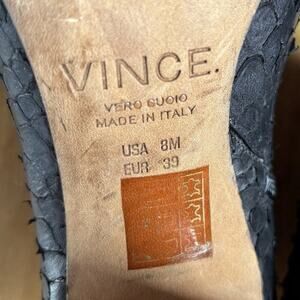 VINCE.
VERO CUOIO
MADE IN ITALY
USA 8M
EUR 39